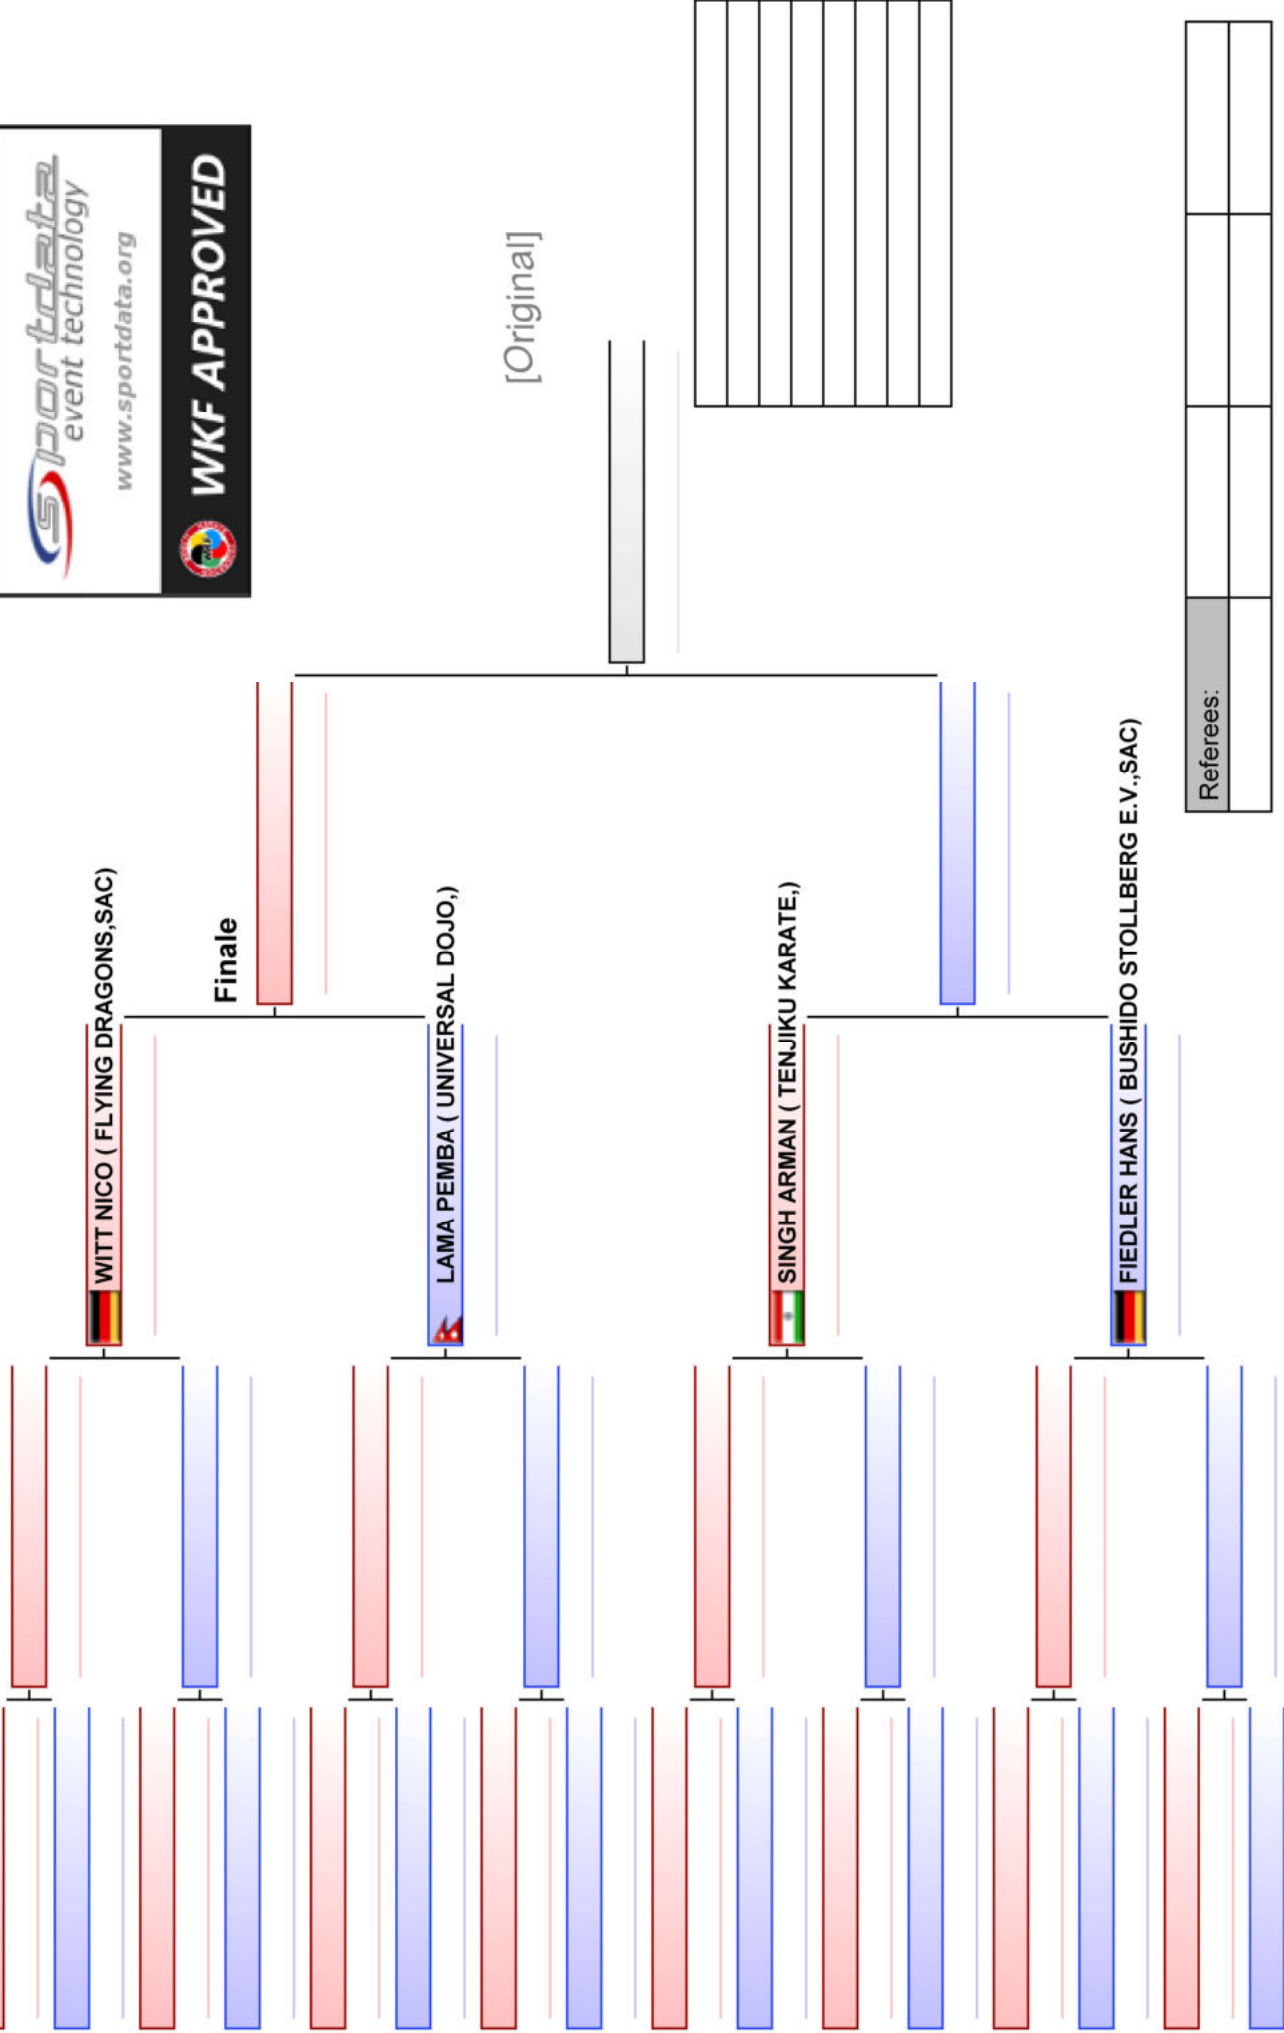 sportdata
event technology
www.sportdata.org
WKF APPROVED
[Original]
WITT NICO ( FLYING DRAGONS,SAC)
Finale
LAMA PEMBA ( UNIVERSAL DOJO,)
SINGH ARMAN ( TENJIKU KARATE,)
FIEDLER HANS ( BUSHIDO STOLLBERG E.V.,SAC)
Referees: